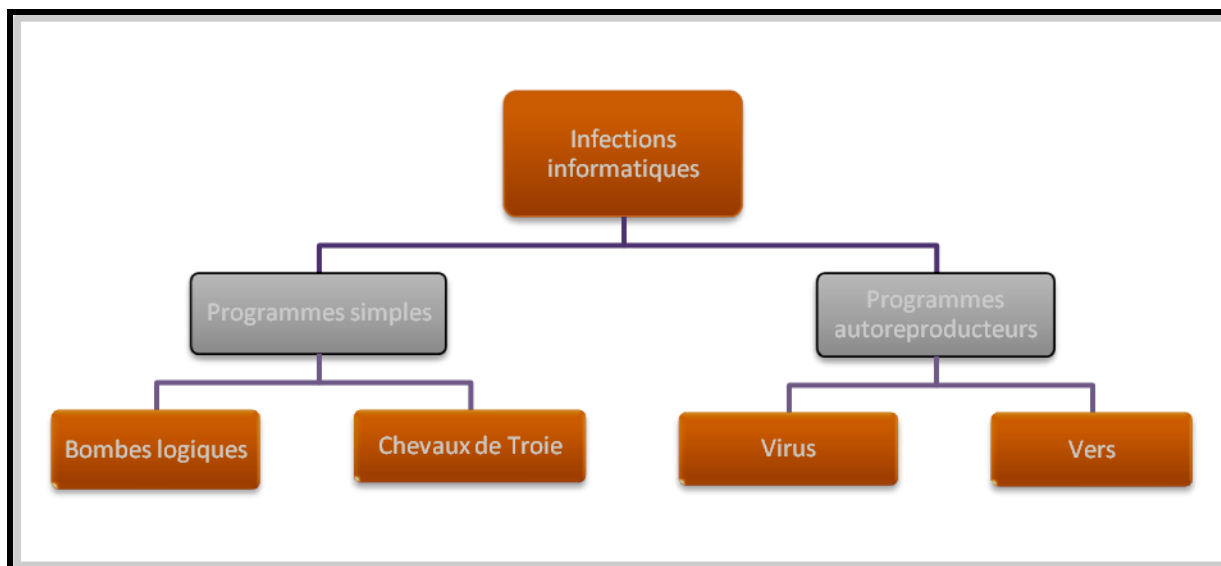 Infections
informatiques
Programmes simples
Programmes
autoreproducteurs
Bombes logiques
Chevaux de Troie
Virus
Vers